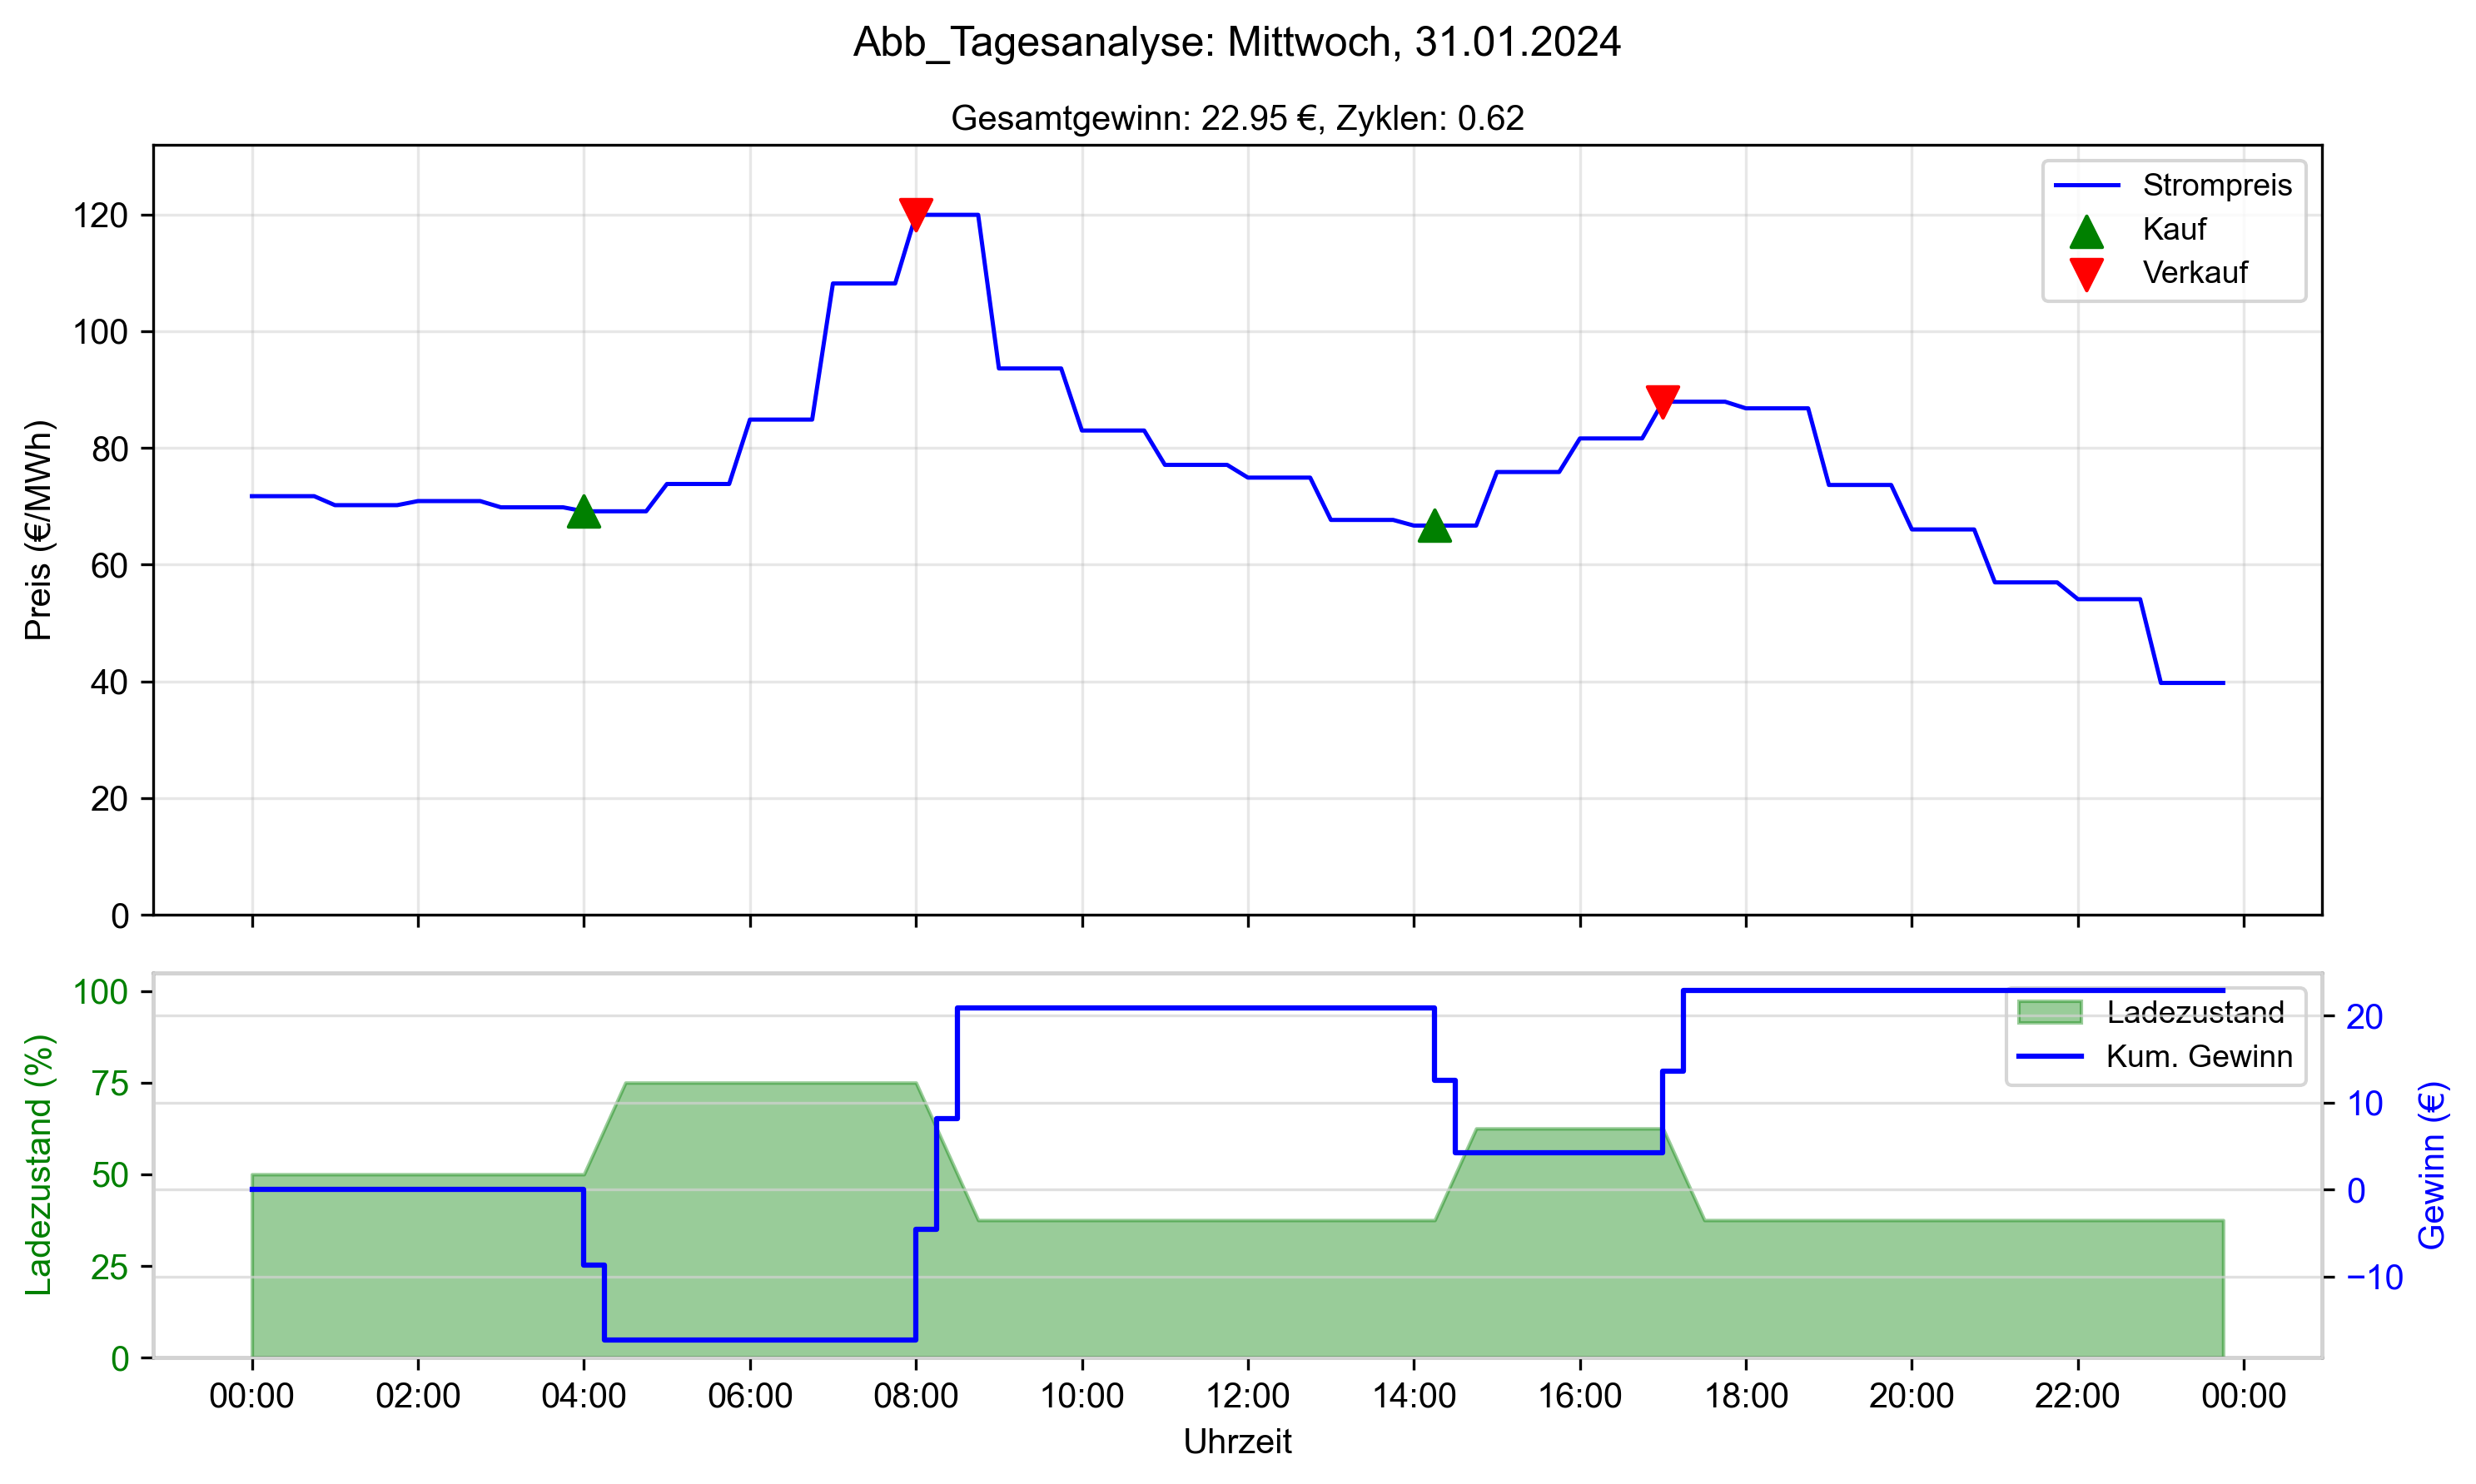 Abb_Tagesanalyse: Mittwoch, 31.01.2024
Gesamtgewinn: 22.95 €, Zyklen: 0.62
Preis (€/MWh)
120
100
80
60
40
20
0
Strompreis
Kauf
Verkauf
Ladezustand (%)
100
75
50
25
0
Ladezustand
Kum. Gewinn
20
10
0
−10
Gewinn (€)
00:00 02:00 04:00 06:00 08:00 10:00 12:00 14:00 16:00 18:00 20:00 22:00 00:00
Uhrzeit